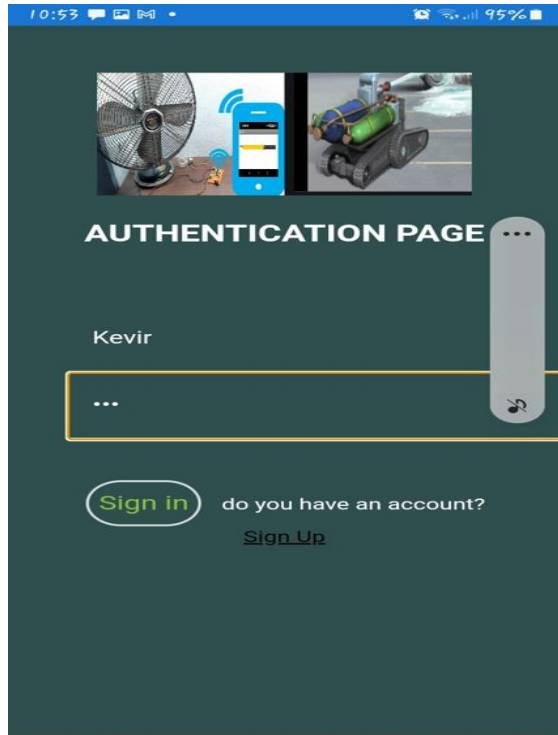 10:53 95%
AUTHENTICATION PAGE
Kevir
•••
Sign in do you have an account?
Sign Up